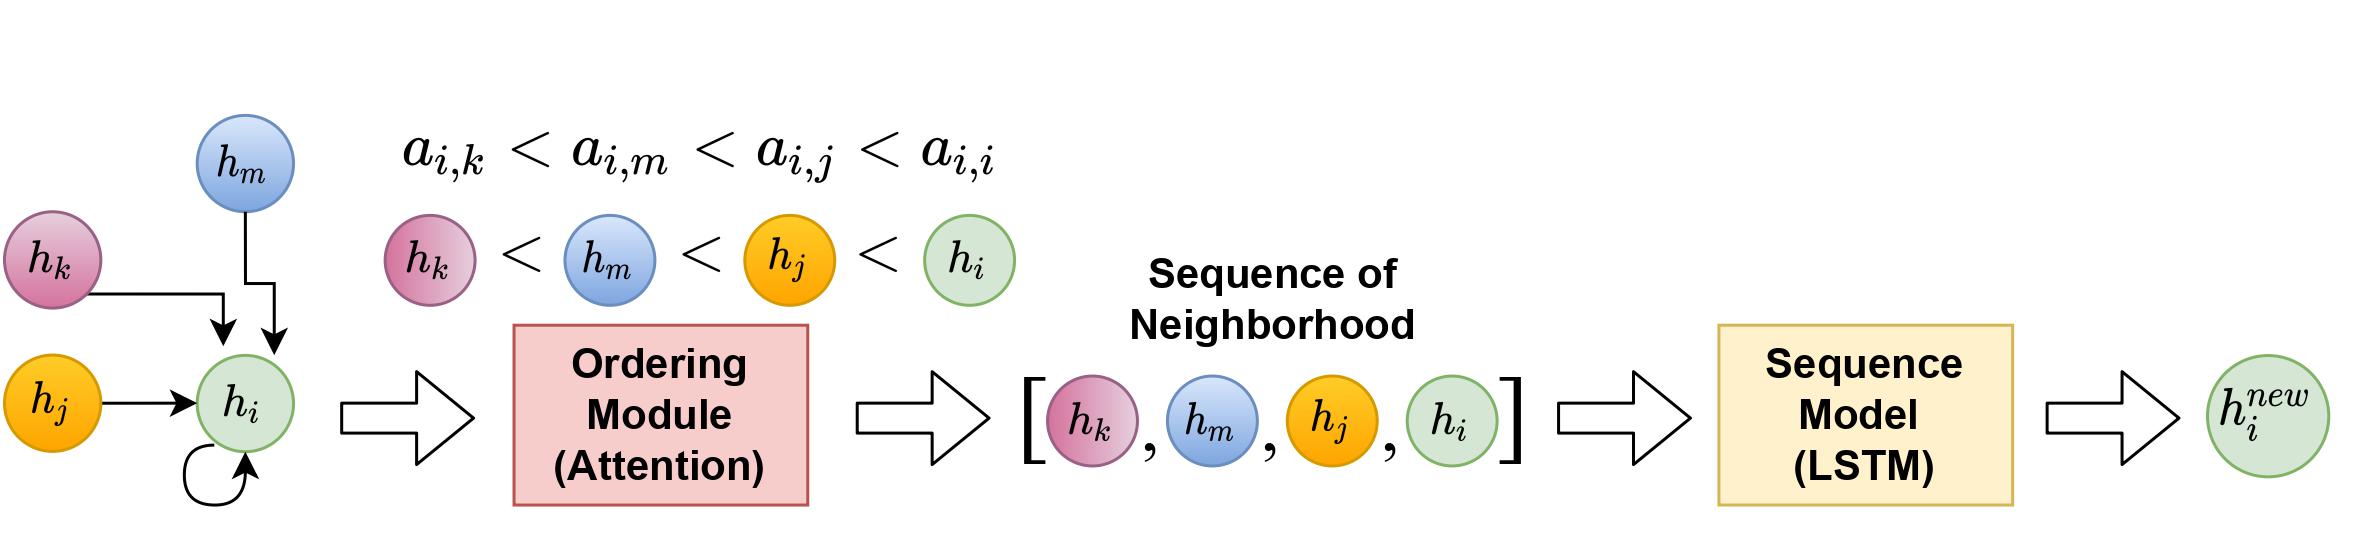 h_m
h_k
h_j
h_i
a_{i,k} < a_{i,m} < a_{i,j} < a_{i,i}
h_k < h_m < h_j < h_i
Ordering
Module
(Attention)
Sequence of
Neighborhood
[h_k, h_m, h_j, h_i]
Sequence
Model
(LSTM)
h_i^{new}